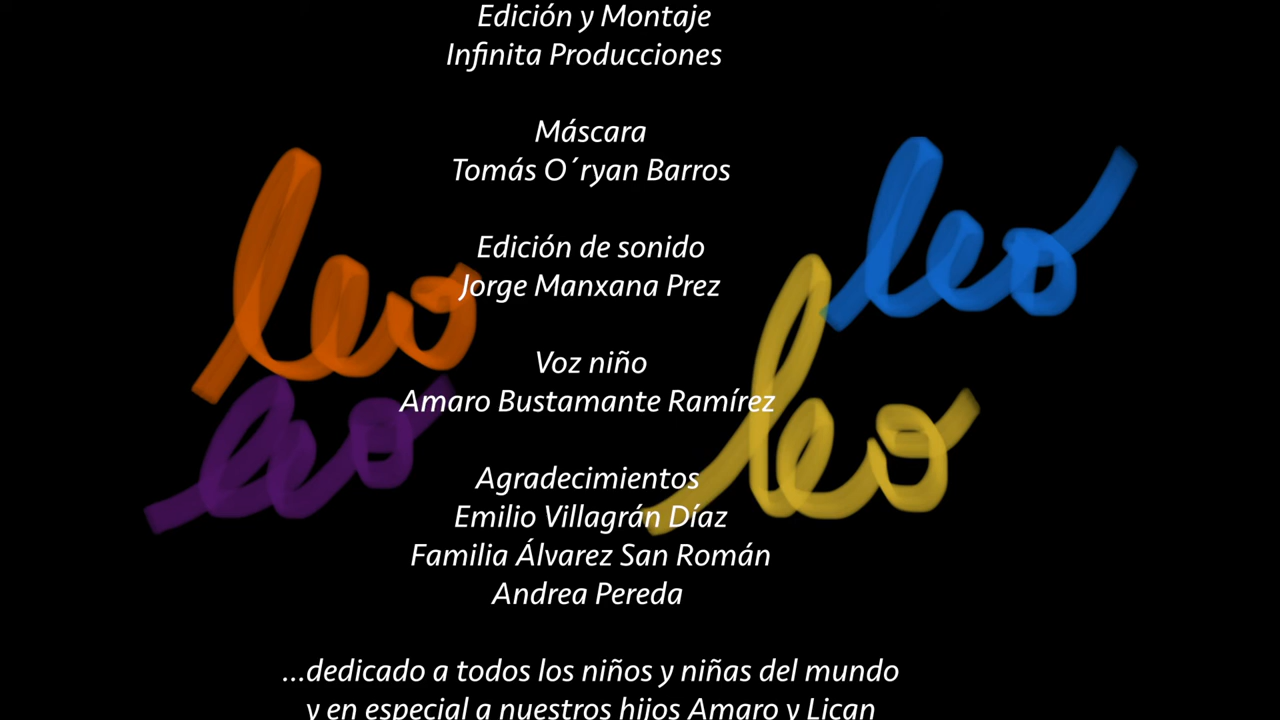 Edición y Montaje
Infinita Producciones
Máscara
Tomás O´ryan Barros
Edición de sonido
Jorge Manxana Prez
Voz niño
Amaro Bustamante Ramírez
Agradecimientos
Emilio Villagrán Díaz
Familia Álvarez San Román
Andrea Pereda
...dedicado a todos los niños y niñas del mundo
y en especial a nuestros hijos Amaro y Lican
leo
leo
leo
leo